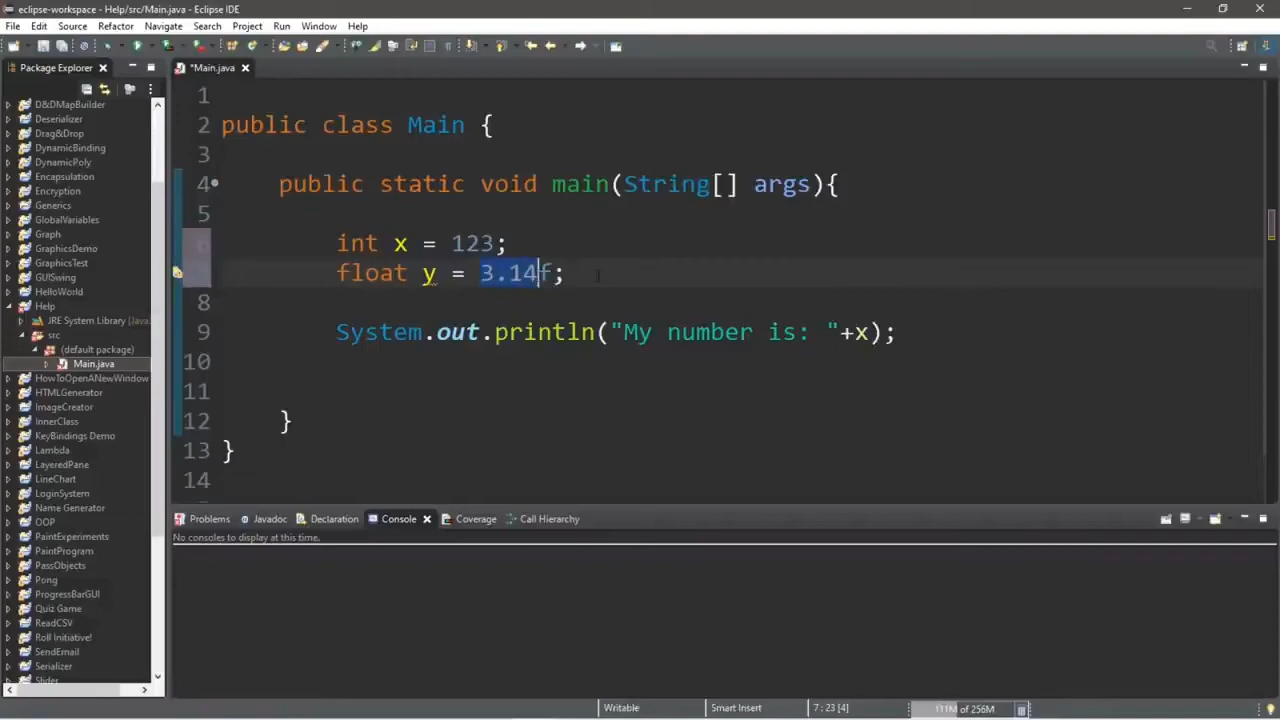 eclipse-workspace - Help/src/Main.java - Eclipse IDE
File Edit Source Refactor Navigate Search Project Run Window Help
Package Explorer
*Main.java
D&DMapBuilder
Deserializer
Drag&Drop
DynamicBinding
DynamicPoly
Encapsulation
Encryption
Generics
GlobalVariables
Graph
GraphicsDemo
GraphicsTest
GUISwing
HelloWorld
Help
JRE System Library [Java
src
(default package)
Main.java
HowToOpenANewWindow
HTMLGenerator
ImageCreator
InnerClass
KeyBindings Demo
Lambda
LayeredPane
LineChart
LoginSystem
Name Generator
OOP
PaintExperiments
PaintProgram
PassObjects
Pong
ProgressBarGUI
Quiz Game
ReadCSV
Roll Initiative!
SendEmail
Serializer
Slider
1
2 public class Main {
3
4 public static void main(String[] args){
5
6 int x = 123;
float y = 3.14f;
8
9 System.out.println("My number is: "+x);
10
11
12 }
13 }
14
Problems Javadoc Declaration Console Coverage Call Hierarchy
No consoles to display at this time.
Writable Smart Insert 7 : 23 [4] 111M of 256M